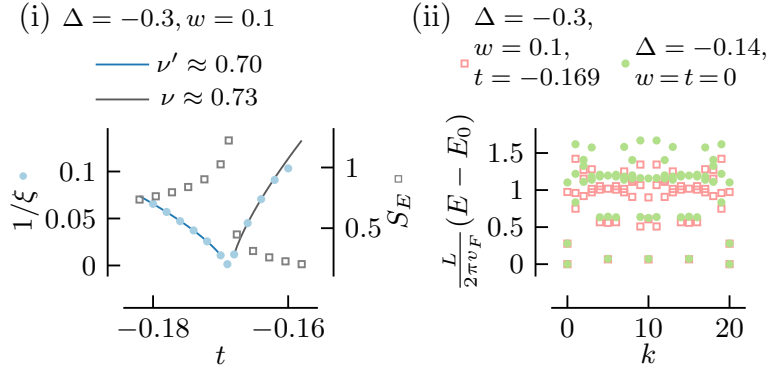 (i) Δ = −0.3, w = 0.1
ν′ ≈ 0.70
ν ≈ 0.73
1/ξ
0.1
0.05
0
1
0.5
S_E
−0.18
−0.16
t
(ii)
Δ = −0.3,
w = 0.1,
t = −0.169
Δ = −0.14,
w = t = 0
L/2πv_F (E − E_0)
1.5
1
0.5
0
0
10
20
k